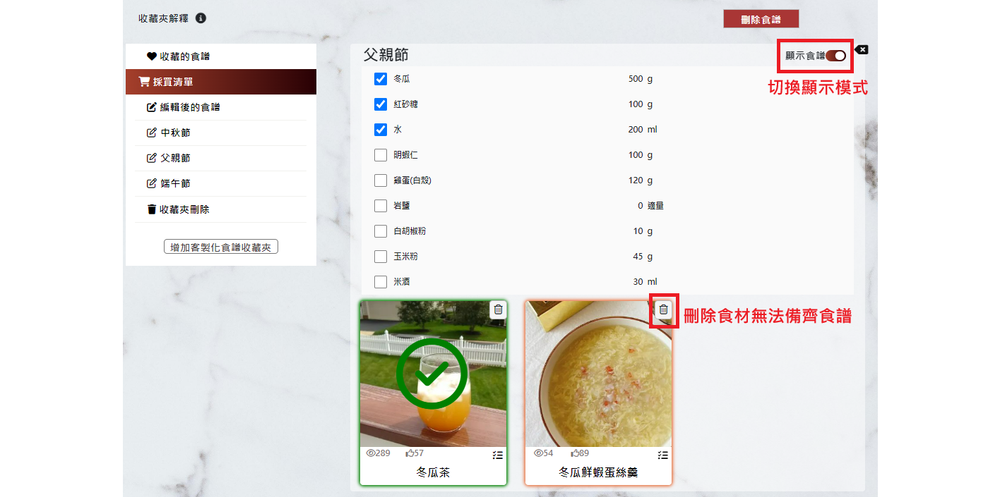 收藏夾解釋
刪除食譜
收藏的食譜
採買清單
編輯後的食譜
中秋節
父親節
端午節
收藏夾刪除
增加客製化食譜收藏夾
父親節
顯示食譜
切換顯示模式
冬瓜 500 g
紅砂糖 100 g
水 200 ml
明蝦仁 100 g
雞蛋(白殼) 120 g
岩鹽 0 適量
白胡椒粉 10 g
玉米粉 45 g
米酒 30 ml
刪除食材無法備齊食譜
289 57
冬瓜茶
54 89
冬瓜鮮蝦蛋絲羹